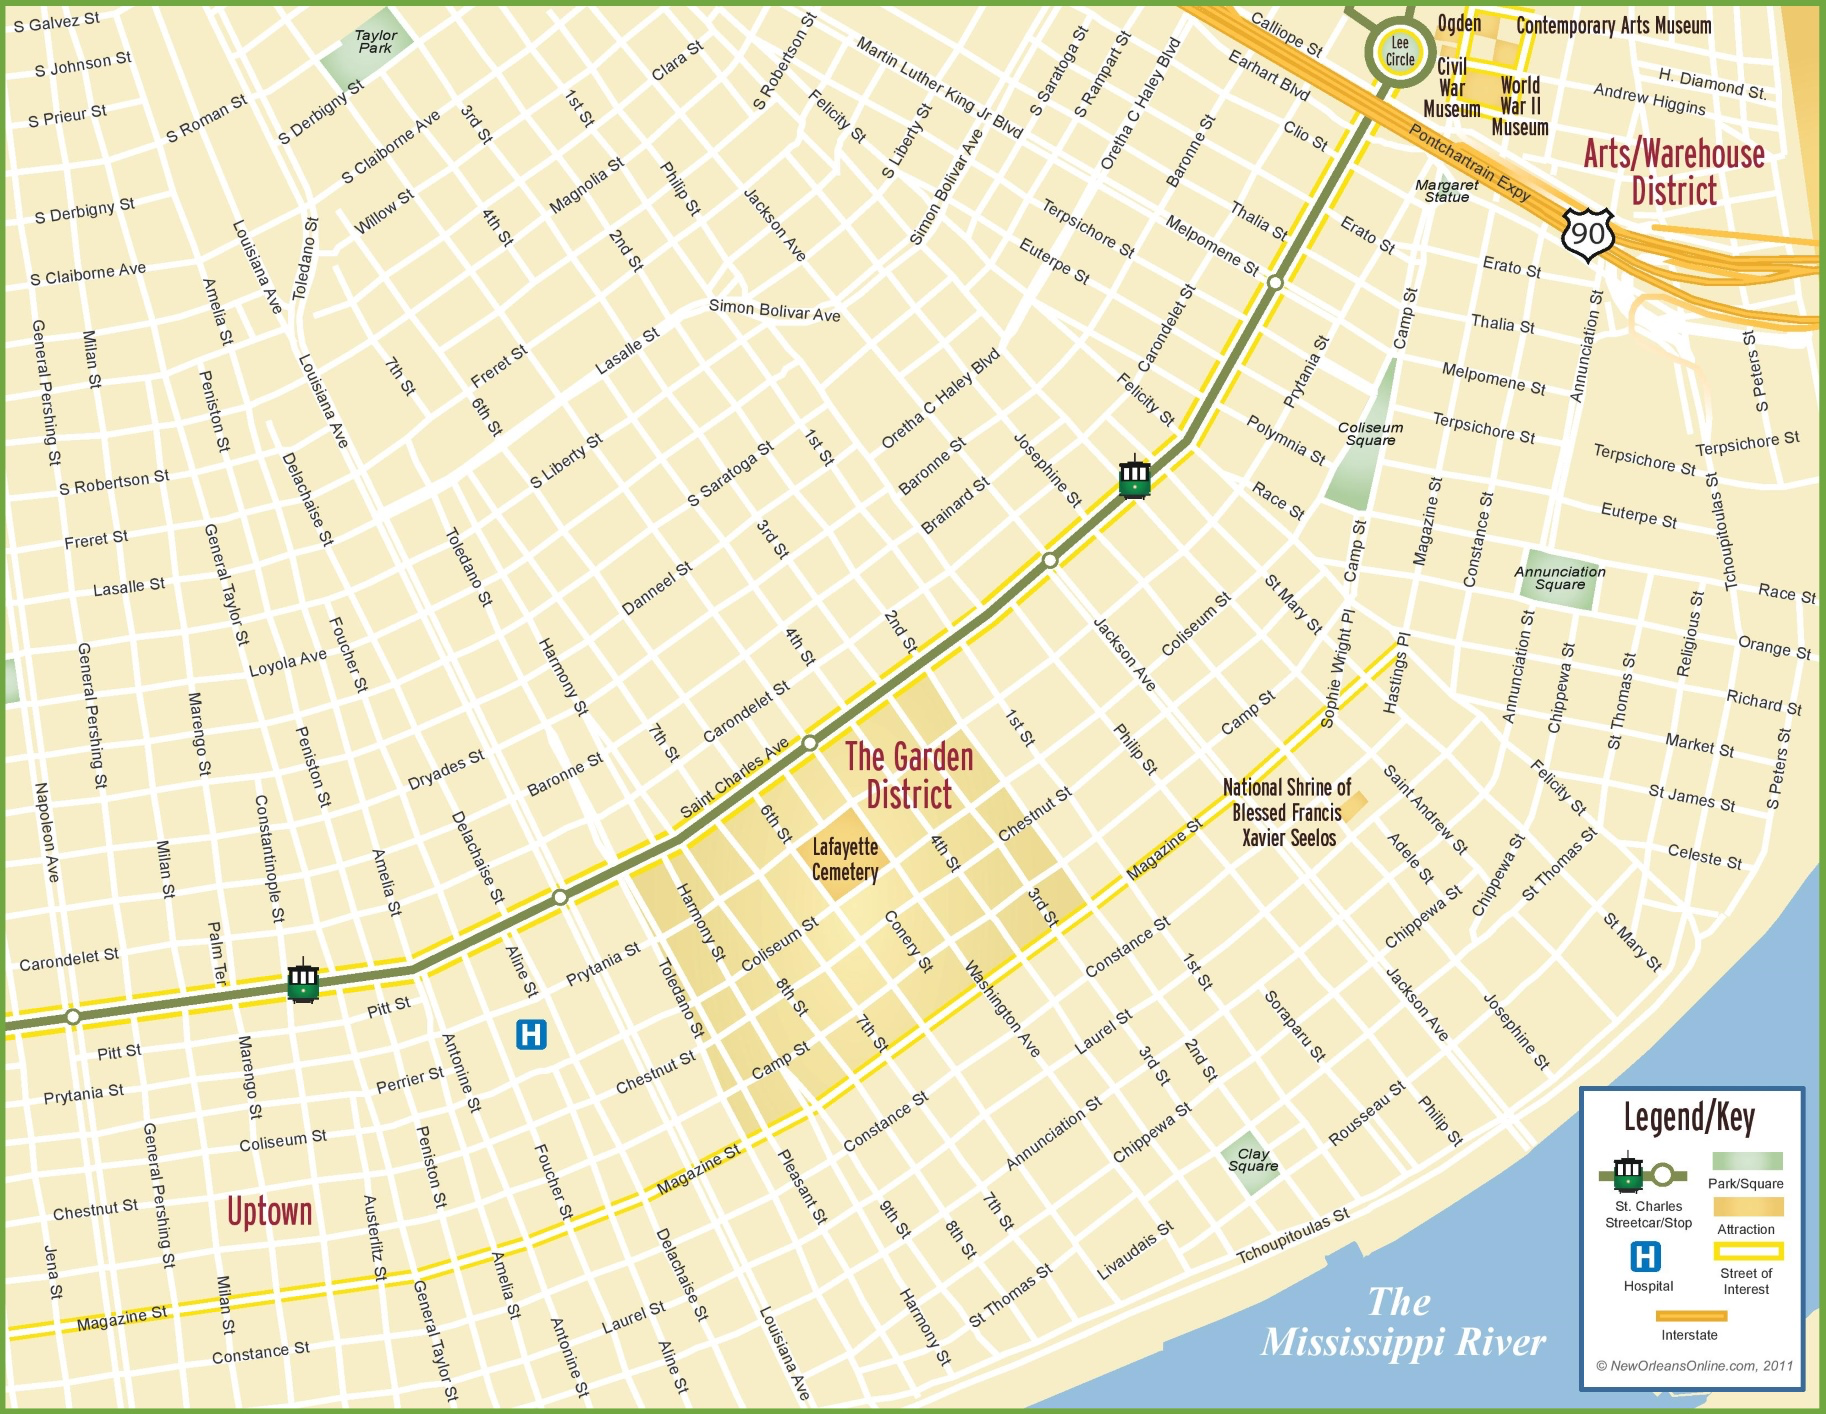 S Galvez St
S Johnson St
S Prieur St
Taylor
Park
S Roman St
S Derbigny St
S Claiborne Ave
3rd St
1st St
Clara St
S Robertson St
Martin Luther King Jr Blvd
Felicity St
S Liberty St
Simon Bolivar Ave
S Saratoga St
S Rampart St
Oretha C Haley Blvd
Baronne St
Calliope St
Earhart Blvd
Clio St
Lee
Circle
Ogden
Contemporary Arts Museum
Civil
War
Museum
World
War II
Museum
H. Diamond St.
Andrew Higgins
Arts/Warehouse
District
Pontchartrain Expy
90
Margaret
Statue
S Derbigny St
Louisiana Ave
Toledano St
Willow St
4th St
Magnolia St
2nd St
Philip St
Jackson Ave
Terpsichore St
Euterpe St
Melpomene St
Thalia St
Erato St
Erato St
S Claiborne Ave
Amelia St
General Pershing St
Milan St
Peniston St
Louisiana Ave
7th St
6th St
Freret St
Lasalle St
Simon Bolivar Ave
Oretha C Haley Blvd
Carondelet St
Felicity St
Prytania St
Camp St
Thalia St
Annunciation St
Melpomene St
Terpsichore St
S Peters St
Terpsichore St
Terpsichore St
Coliseum
Square
Polymnia St
Race St
S Robertson St
Delachaise St
S Liberty St
S Saratoga St
1st St
Baronne St
Brainard St
Josephine St
Magazine St
Constance St
Camp St
Euterpe St
Tchoupitoulas St
Annunciation
Square
Race St
Freret St
Lasalle St
General Taylor St
Toledano St
3rd St
Danneel St
2nd St
4th St
St Mary St
Coliseum St
Jackson Ave
Sophie Wright Pl
Hastings Pl
Annunciation St
Chippewa St
St Thomas St
Religious St
Orange St
Richard St
Market St
St James St
S Peters St
Celeste St
General Pershing St
Loyola Ave
Foucher St
Harmony St
7th St
Carondelet St
Saint Charles Ave
Marengo St
Peniston St
Dryades St
Baronne St
The Garden
District
1st St
Philip St
Camp St
National Shrine of
Blessed Francis
Xavier Seelos
Felicity St
Saint Andrew St
Adele St
Chippewa St
St Thomas St
Chippewa St
St Mary St
Napoleon Ave
Milan St
Constantinople St
Amelia St
Delachaise St
6th St
Lafayette
Cemetery
4th St
Chestnut St
3rd St
Magazine St
Harmony St
Coliseum St
Conery St
Constance St
Carondelet St
Palm Ter
Pitt St
Aline St
Prytania St
Toledano St
8th St
7th St
Camp St
Washington Ave
1st St
Laurel St
Soraparu St
Jackson Ave
Josephine St
Pitt St
Prytania St
Marengo St
Perrier St
Antonine St
H
Chestnut St
Constance St
3rd St
2nd St
Annunciation St
Chippewa St
Rousseau St
Philip St
Clay
Square
General Pershing St
Coliseum St
Peniston St
Foucher St
Magazine St
Pleasant St
9th St
8th St
7th St
Chestnut St
Uptown
Austerlitz St
Jena St
Magazine St
Milan St
General Taylor St
Amelia St
Delachaise St
Livaudais St
Tchoupitoulas St
St Thomas St
Harmony St
Constance St
Laurel St
Antonine St
Aline St
Louisiana Ave
The
Mississippi River
Legend/Key
St. Charles
Streetcar/Stop
Park/Square
Attraction
H
Hospital
Street of
Interest
Interstate
© NewOrleansOnline.com, 2011